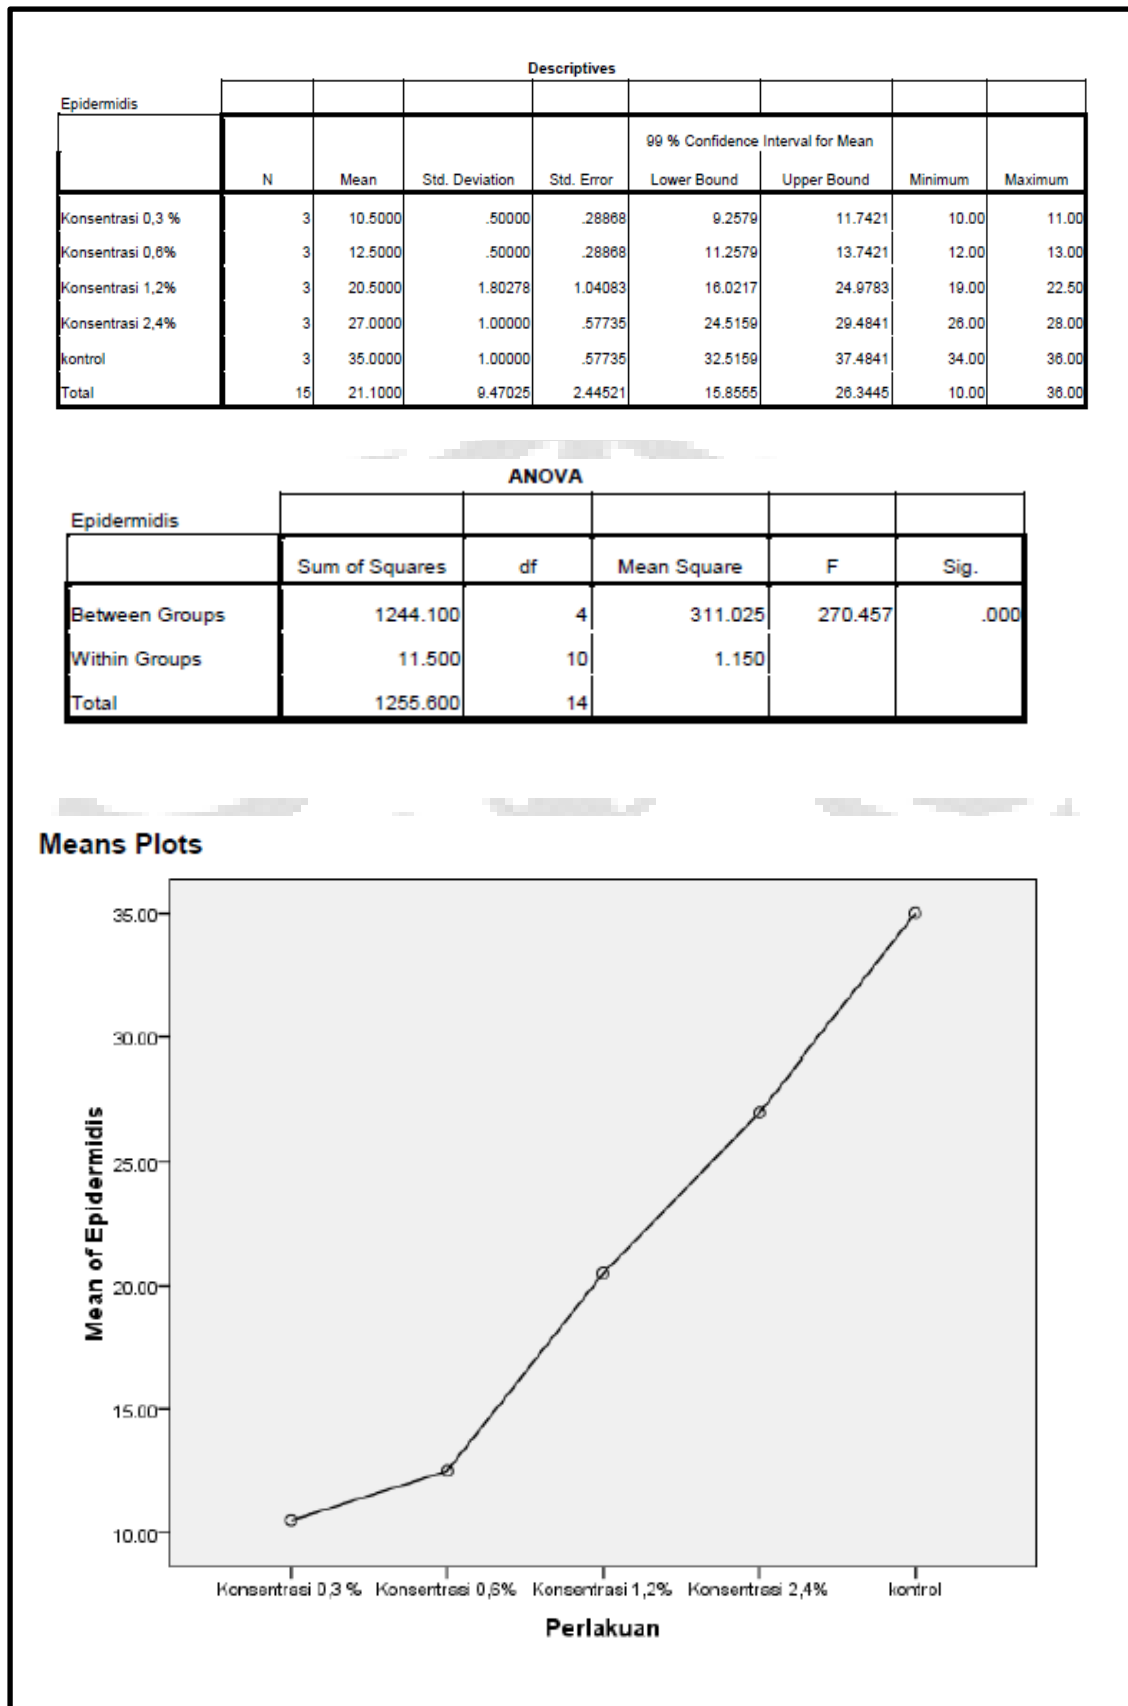 Descriptives
Epidermidis
99 % Confidence Interval for Mean
N Mean Std. Deviation Std. Error Lower Bound Upper Bound Minimum Maximum
Konsentrasi 0,3 % 3 10.5000 .50000 .28868 9.2579 11.7421 10.00 11.00
Konsentrasi 0,6% 3 12.5000 .50000 .28868 11.2579 13.7421 12.00 13.00
Konsentrasi 1,2% 3 20.5000 1.80278 1.04083 16.0217 24.9783 19.00 22.50
Konsentrasi 2,4% 3 27.0000 1.00000 .57735 24.5159 29.4841 26.00 28.00
kontrol 3 35.0000 1.00000 .57735 32.5159 37.4841 34.00 36.00
Total 15 21.1000 9.47025 2.44521 15.8555 26.3445 10.00 36.00
ANOVA
Epidermidis
Sum of Squares df Mean Square F Sig.
Between Groups 1244.100 4 311.025 270.457 .000
Within Groups 11.500 10 1.150
Total 1255.600 14
Means Plots
35.00
30.00
25.00
20.00
15.00
10.00
Mean of Epidermidis
Konsentrasi 0,3 % Konsentrasi 0,6% Konsentrasi 1,2% Konsentrasi 2,4% kontrol
Perlakuan